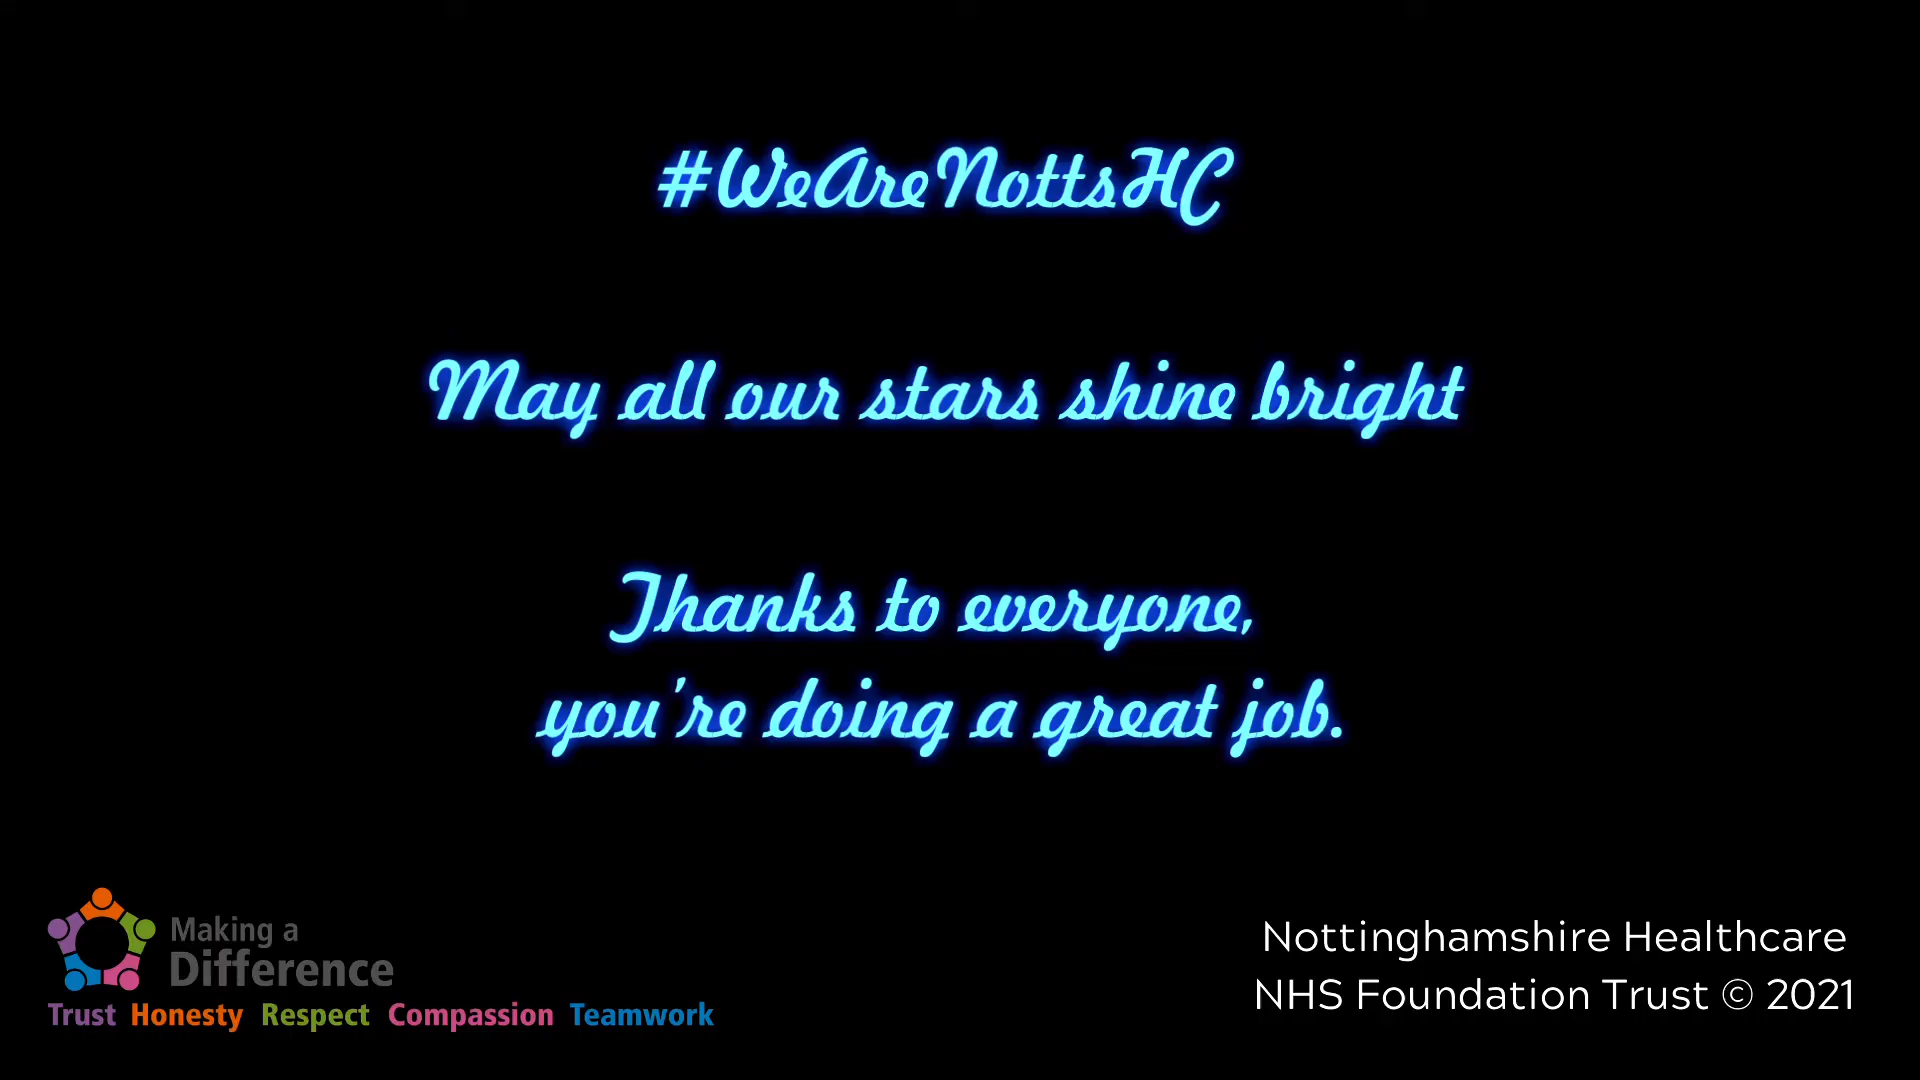 #WeAreNottsHC
May all our stars shine bright
Thanks to everyone,
you're doing a great job.
Making a
Difference
Trust Honesty Respect Compassion Teamwork
Nottinghamshire Healthcare
NHS Foundation Trust © 2021